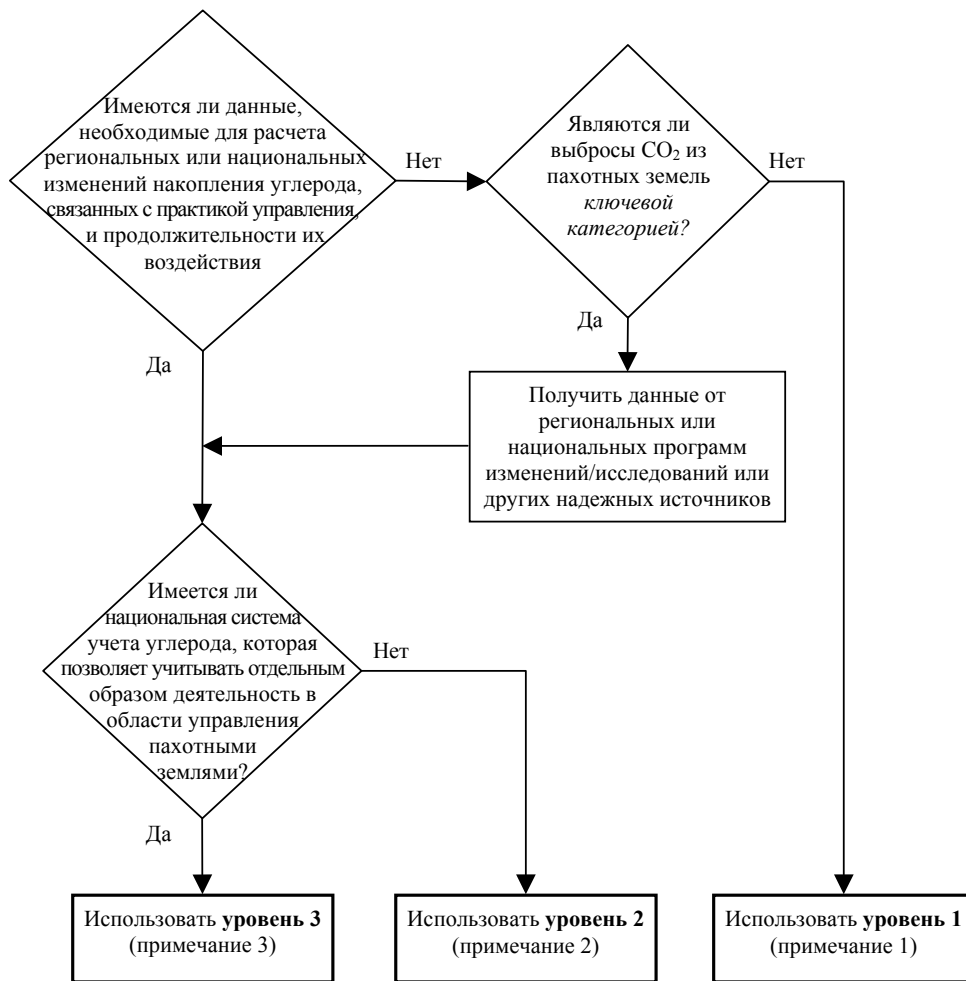 Имеются ли данные,
необходимые для расчета
региональных или национальных
изменений накопления углерода,
связанных с практикой управления,
и продолжительности их
воздействия
Нет
Являются ли
выбросы CO₂ из
пахотных земель
ключевой
категорией?
Нет
Да
Да
Получить данные от
региональных или
национальных программ
изменений/исследований или
других надежных источников
Имеется ли
национальная система
учета углерода, которая
позволяет учитывать отдельным
образом деятельность в
области управления
пахотными
землями?
Нет
Да
Использовать уровень 3
(примечание 3)
Использовать уровень 2
(примечание 2)
Использовать уровень 1
(примечание 1)